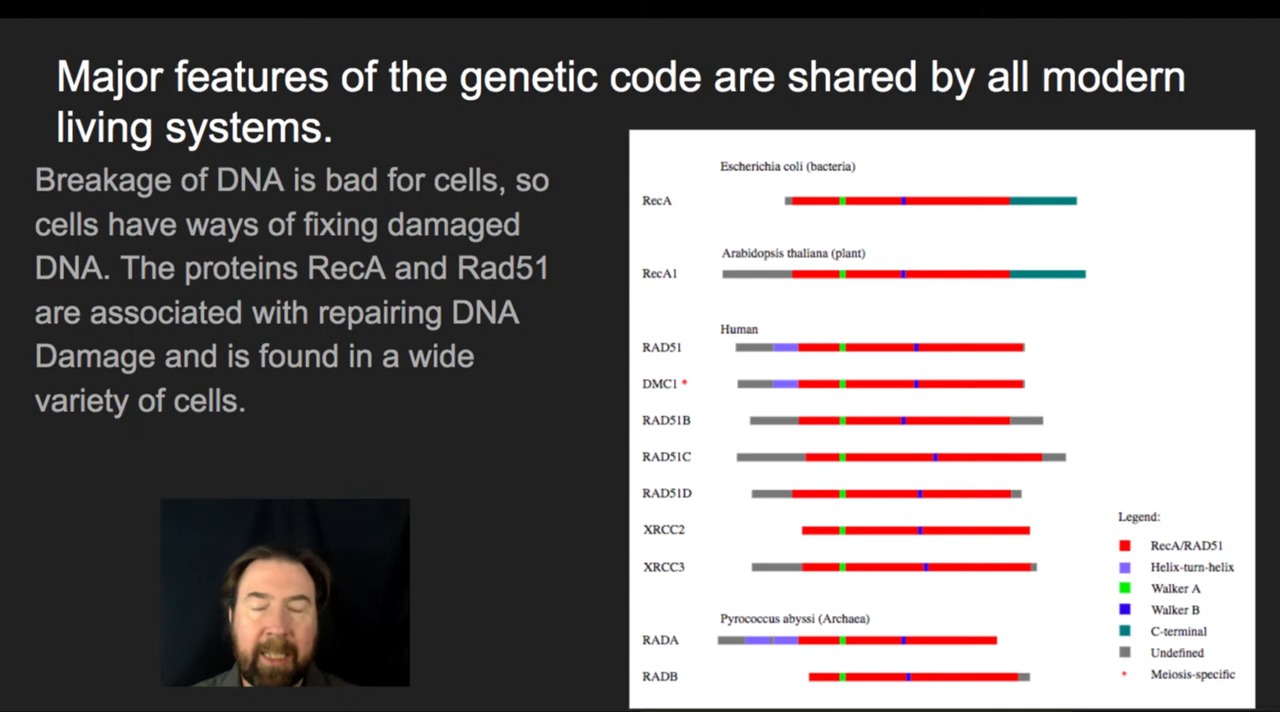 Major features of the genetic code are shared by all modern
living systems.
Breakage of DNA is bad for cells, so
cells have ways of fixing damaged
DNA. The proteins RecA and Rad51
are associated with repairing DNA
Damage and is found in a wide
variety of cells.
Escherichia coli (bacteria)
RecA
Arabidopsis thaliana (plant)
RecA1
Human
RAD51
DMC1 *
RAD51B
RAD51C
RAD51D
XRCC2
XRCC3
Pyrococcus abyssi (Archaea)
RADA
RADB
Legend:
RecA/RAD51
Helix-turn-helix
Walker A
Walker B
C-terminal
Undefined
* Meiosis-specific